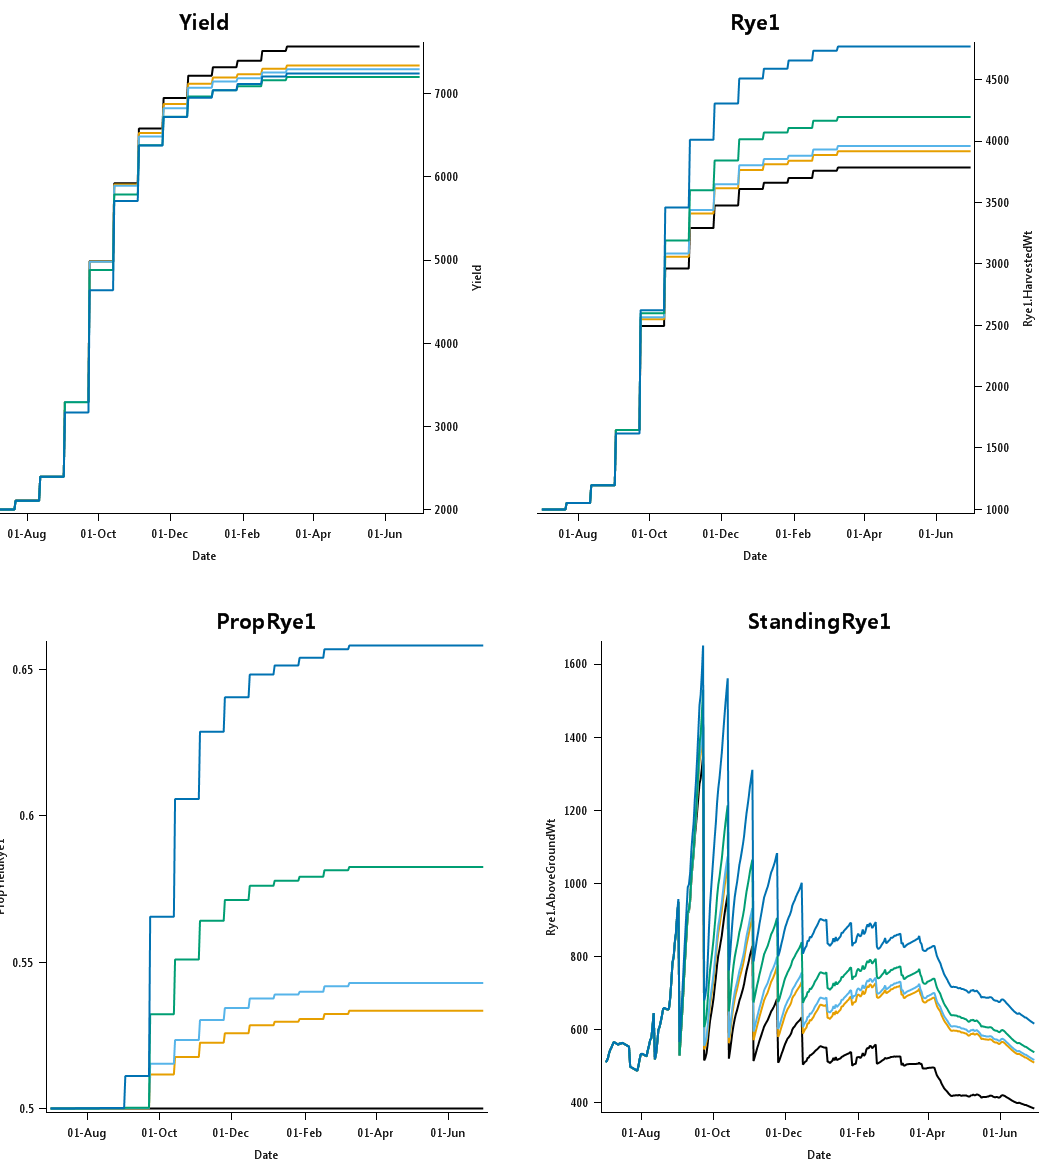 Yield
7000
6000
5000
4000
3000
2000
Yield
01-Aug 01-Oct 01-Dec 01-Feb 01-Apr 01-Jun
Date
Rye1
4500
4000
3500
3000
2500
2000
1500
1000
Rye1.HarvestedWt
01-Aug 01-Oct 01-Dec 01-Feb 01-Apr 01-Jun
Date
PropRye1
0.65
0.6
0.55
0.5
01-Aug 01-Oct 01-Dec 01-Feb 01-Apr 01-Jun
Date
StandingRye1
1600
1400
1200
1000
800
600
400
Rye1.AboveGroundWt
01-Aug 01-Oct 01-Dec 01-Feb 01-Apr 01-Jun
Date